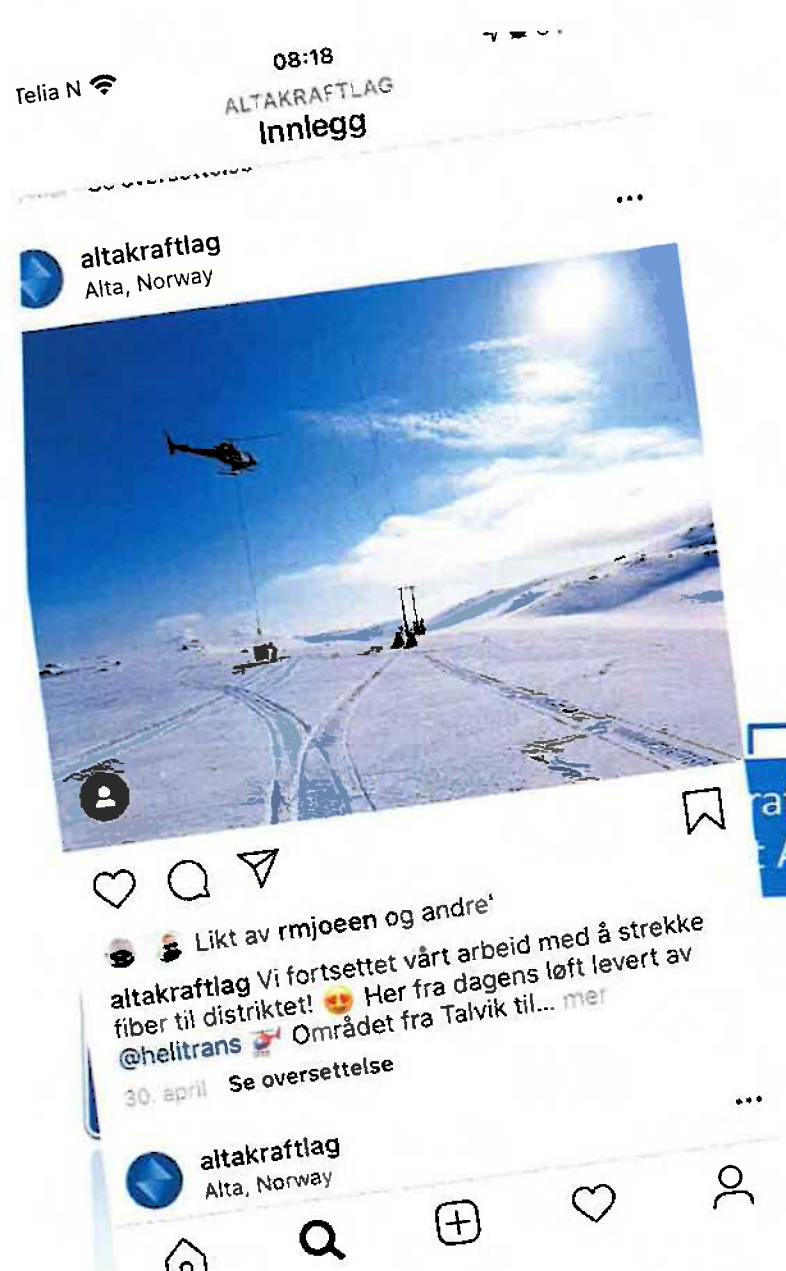 08:18
Telia N
ALTAKRAFTLAG
Innlegg
altakraftlag
Alta, Norway
Likt av rmjoeen og andre
altakraftlag Vi fortsettet vårt arbeid med å strekke
fiber til distriktet! 😍 Her fra dagens løft levert av
@helitrans 🚁 Området fra Talvik til... mer
30. april Se oversettelse
altakraftlag
Alta, Norway